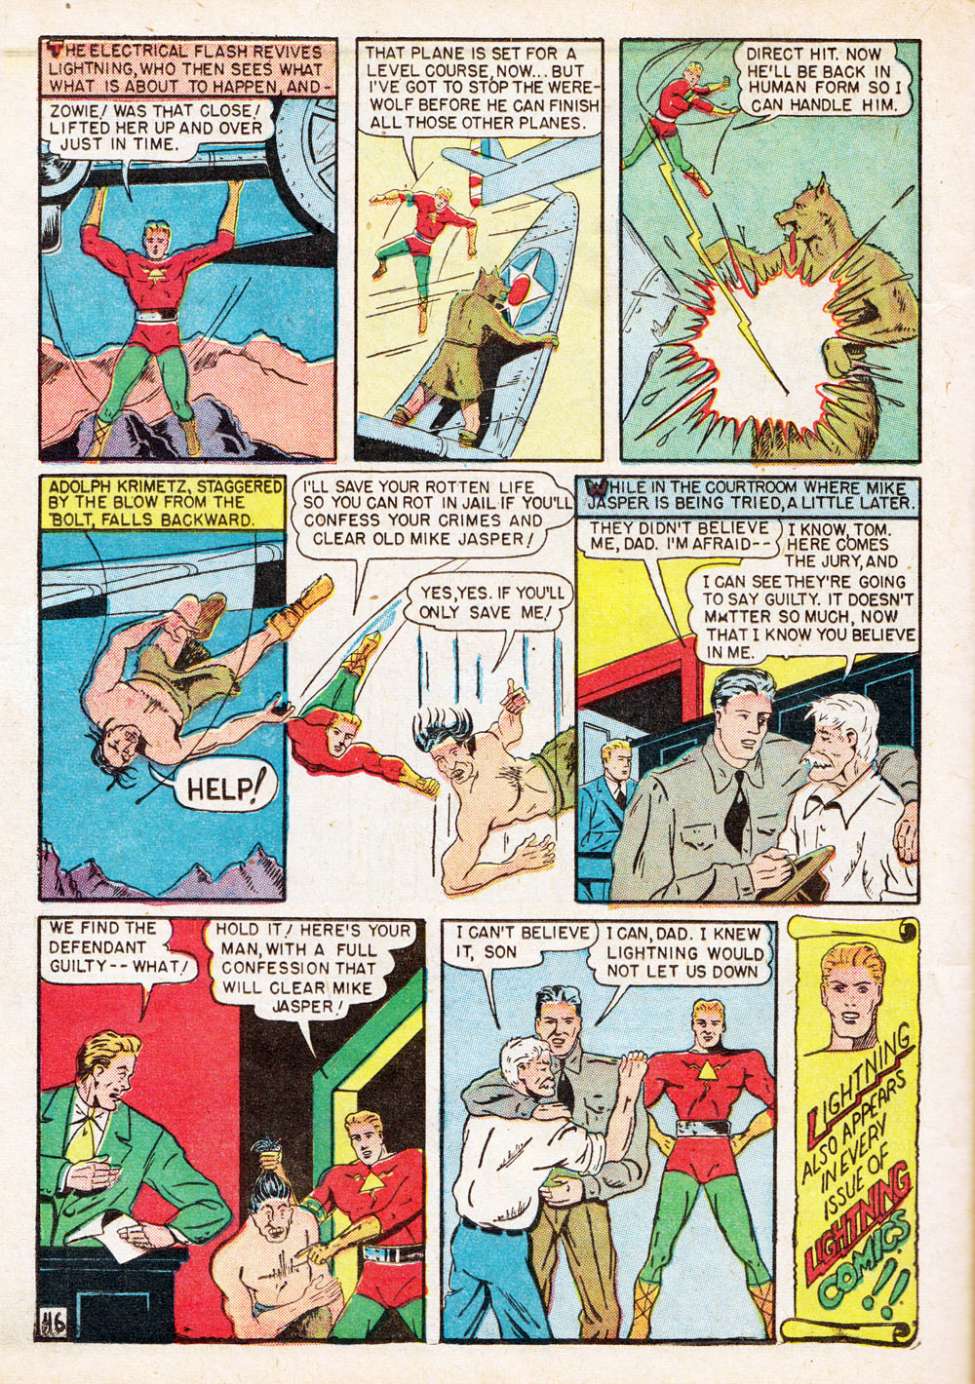 THE ELECTRICAL FLASH REVIVES
LIGHTNING, WHO THEN SEES WHAT
WHAT IS ABOUT TO HAPPEN, AND-
ZOWIE! WAS THAT CLOSE!
LIFTED HER UP AND OVER
JUST IN TIME.
THAT PLANE IS SET FOR A
LEVEL COURSE, NOW... BUT
I'VE GOT TO STOP THE WERE-
WOLF BEFORE HE CAN FINISH
ALL THOSE OTHER PLANES.
DIRECT HIT. NOW
HE'LL BE BACK IN
HUMAN FORM SO I
CAN HANDLE HIM.
ADOLPH KRIMETZ, STAGGERED
BY THE BLOW FROM THE
BOLT, FALLS BACKWARD.
HELP!
I'LL SAVE YOUR ROTTEN LIFE
SO YOU CAN ROT IN JAIL IF YOU'LL
CONFESS YOUR CRIMES AND
CLEAR OLD MIKE JASPER!
YES, YES. IF YOU'LL
ONLY SAVE ME!
WHILE IN THE COURTROOM WHERE MIKE
JASPER IS BEING TRIED, A LITTLE LATER.
THEY DIDN'T BELIEVE
ME, DAD. I'M AFRAID--
I KNOW, TOM.
HERE COMES
THE JURY, AND
I CAN SEE THEY'RE GOING
TO SAY GUILTY. IT DOESN'T
MATTER SO MUCH, NOW
THAT I KNOW YOU BELIEVE
IN ME.
WE FIND THE
DEFENDANT
GUILTY-- WHAT!
HOLD IT! HERE'S YOUR
MAN, WITH A FULL
CONFESSION THAT
WILL CLEAR MIKE
JASPER!
I CAN'T BELIEVE
IT, SON
I CAN, DAD. I KNEW
LIGHTNING WOULD
NOT LET US DOWN
LIGHTNING
ALSO APPEARS
IN EVERY
ISSUE OF
LIGHTNING
COMICS!!